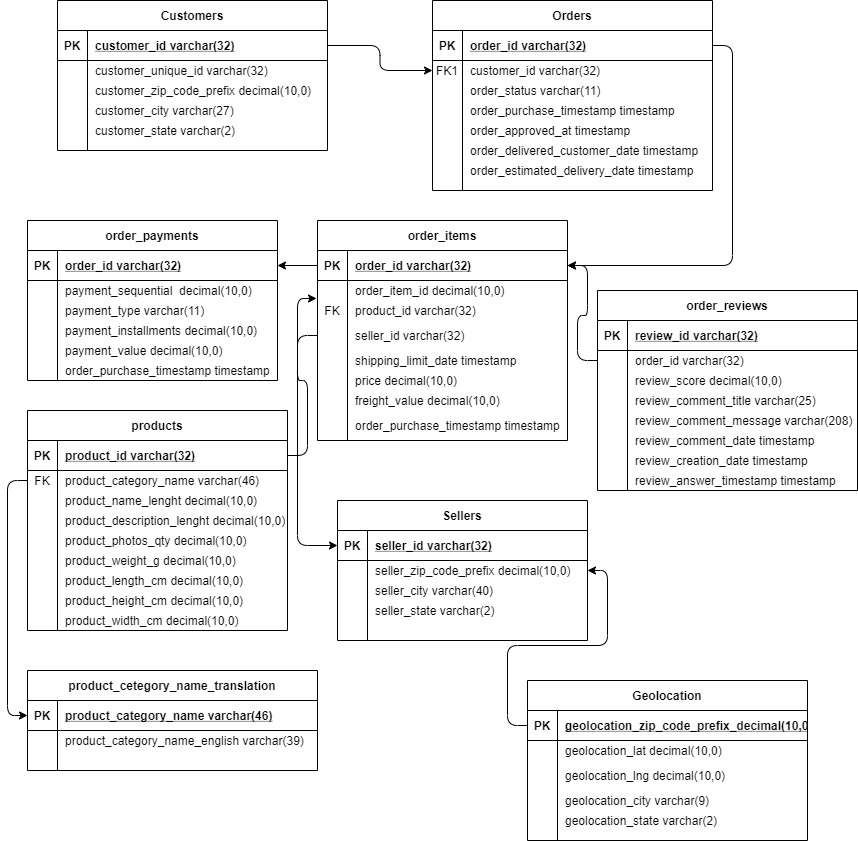 Customers
PK customer_id varchar(32)
customer_unique_id varchar(32)
customer_zip_code_prefix decimal(10,0)
customer_city varchar(27)
customer_state varchar(2)
Orders
PK order_id varchar(32)
FK1 customer_id varchar(32)
order_status varchar(11)
order_purchase_timestamp timestamp
order_approved_at timestamp
order_delivered_customer_date timestamp
order_estimated_delivery_date timestamp
order_payments
PK order_id varchar(32)
payment_sequential decimal(10,0)
payment_type varchar(11)
payment_installments decimal(10,0)
payment_value decimal(10,0)
order_purchase_timestamp timestamp
order_items
PK order_id varchar(32)
order_item_id decimal(10,0)
FK product_id varchar(32)
seller_id varchar(32)
shipping_limit_date timestamp
price decimal(10,0)
freight_value decimal(10,0)
order_purchase_timestamp timestamp
order_reviews
PK review_id varchar(32)
order_id varchar(32)
review_score decimal(10,0)
review_comment_title varchar(25)
review_comment_message varchar(208)
review_comment_date timestamp
review_creation_date timestamp
review_answer_timestamp timestamp
products
PK product_id varchar(32)
FK product_category_name varchar(46)
product_name_lenght decimal(10,0)
product_description_lenght decimal(10,0)
product_photos_qty decimal(10,0)
product_weight_g decimal(10,0)
product_length_cm decimal(10,0)
product_height_cm decimal(10,0)
product_width_cm decimal(10,0)
Sellers
PK seller_id varchar(32)
seller_zip_code_prefix decimal(10,0)
seller_city varchar(40)
seller_state varchar(2)
product_cetegory_name_translation
PK product_category_name varchar(46)
product_category_name_english varchar(39)
Geolocation
PK geolocation_zip_code_prefix_decimal(10,0
geolocation_lat decimal(10,0)
geolocation_lng decimal(10,0)
geolocation_city varchar(9)
geolocation_state varchar(2)